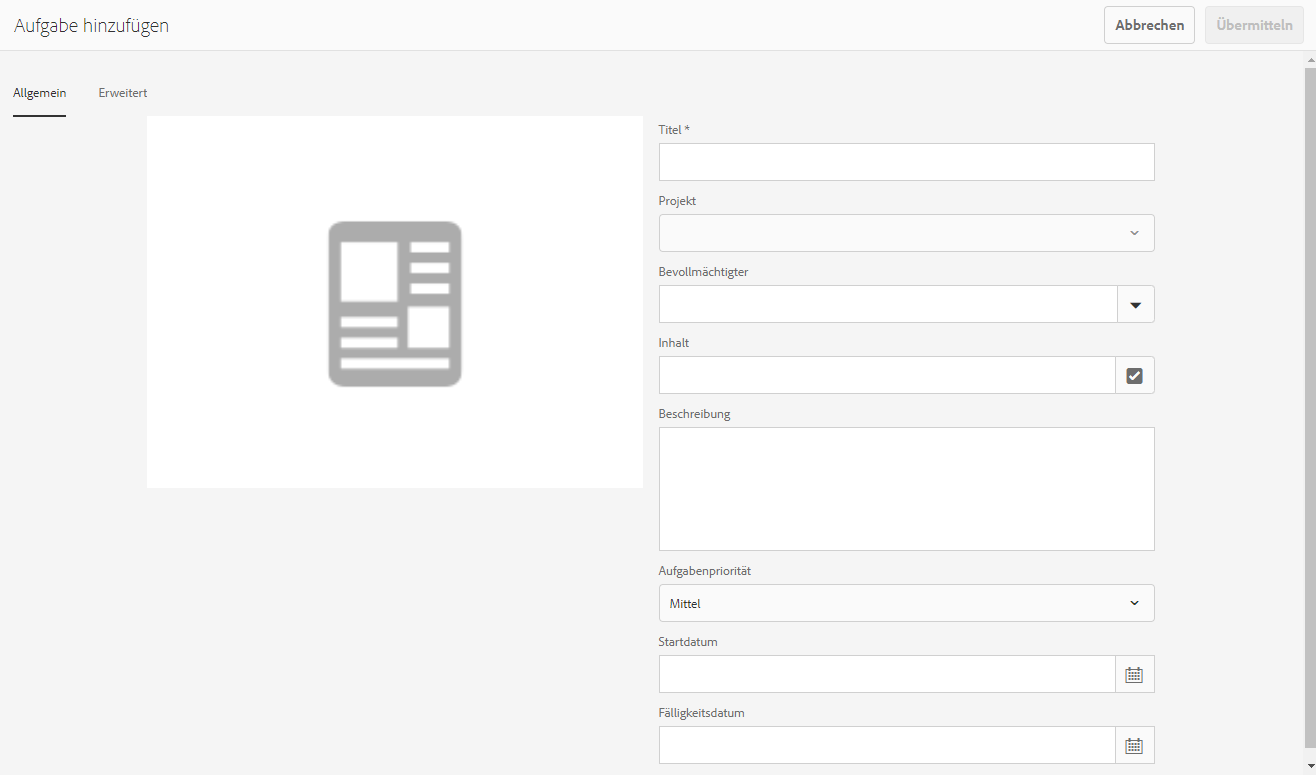 Aufgabe hinzufügen
Abbrechen
Übermitteln
Allgemein
Erweitert
Titel *
Projekt
Bevollmächtigter
Inhalt
Beschreibung
Aufgabenpriorität
Mittel
Startdatum
Fälligkeitsdatum